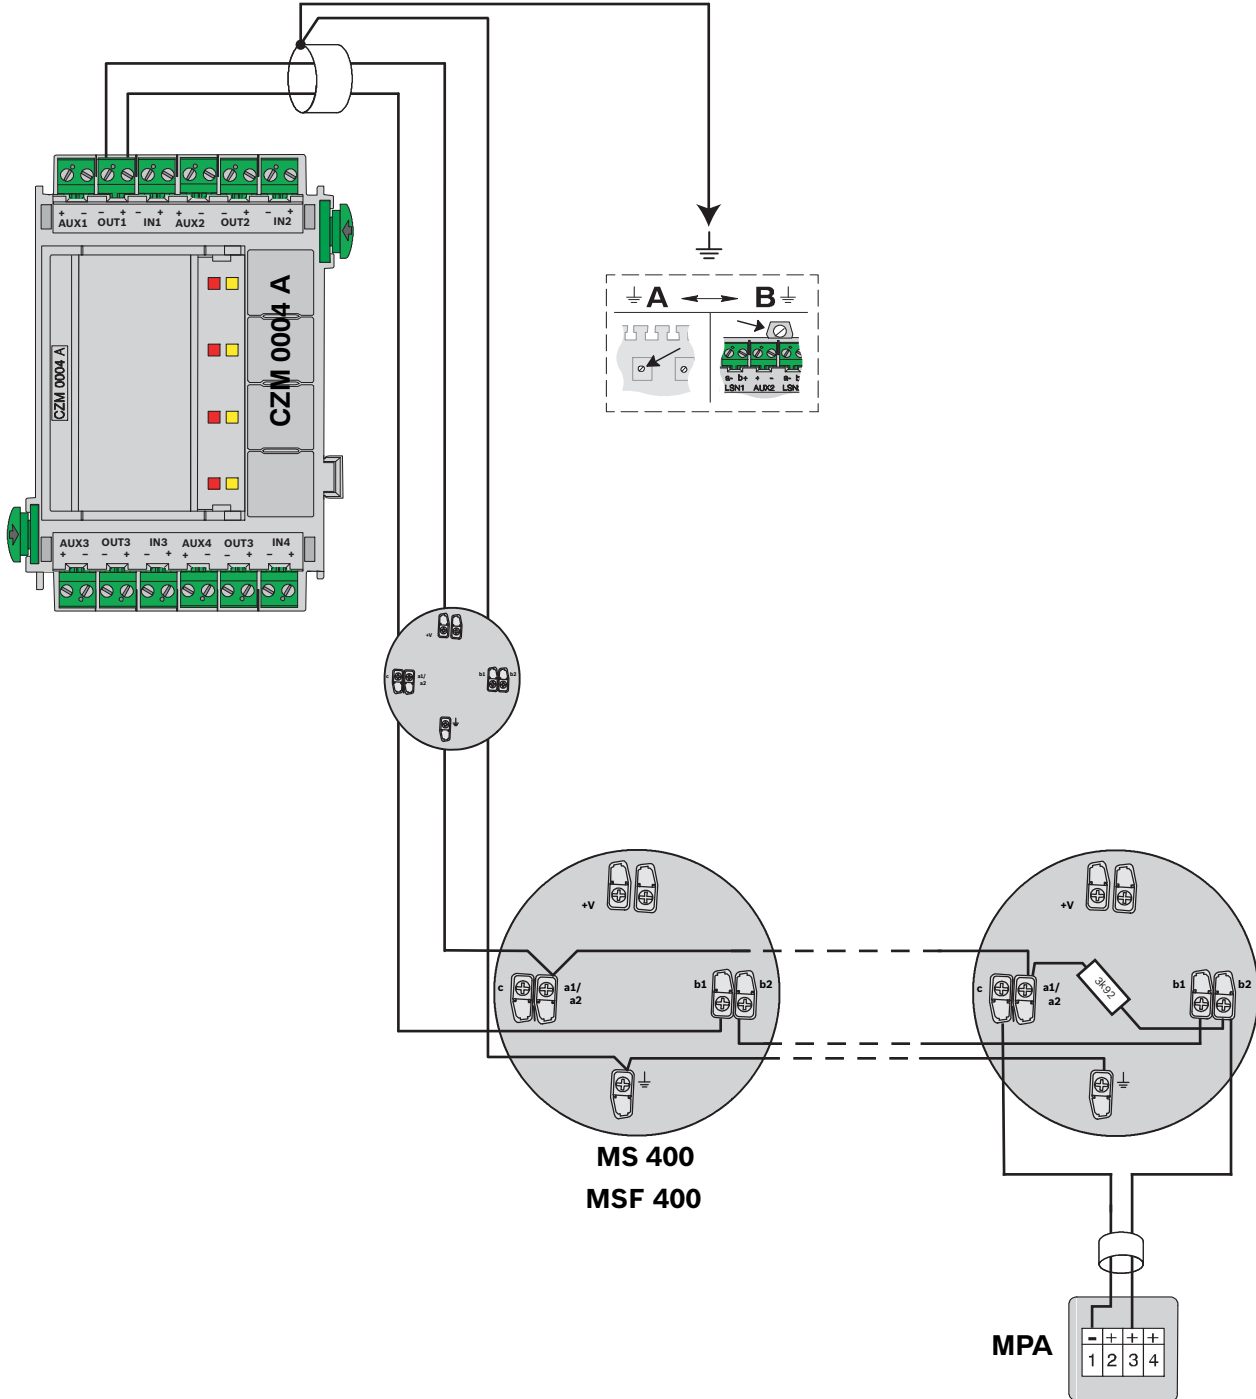 + - - + - + + - - + - +
AUX1 OUT1 IN1 AUX2 OUT2 IN2
A B
a- b+ + - a-
LSN1 AUX2 LSN
CZM 0004 A
CZM 0004 A
AUX3 OUT3 IN3 AUX4 OUT3 IN4
+ - - + - + + - - + - +
+V
c a1/ b1 b2
a2
+V
+V
c a1/ b1 b2
a2
c a1/ 3k92 b1 b2
a2
MS 400
MSF 400
MPA
- + + +
1 2 3 4